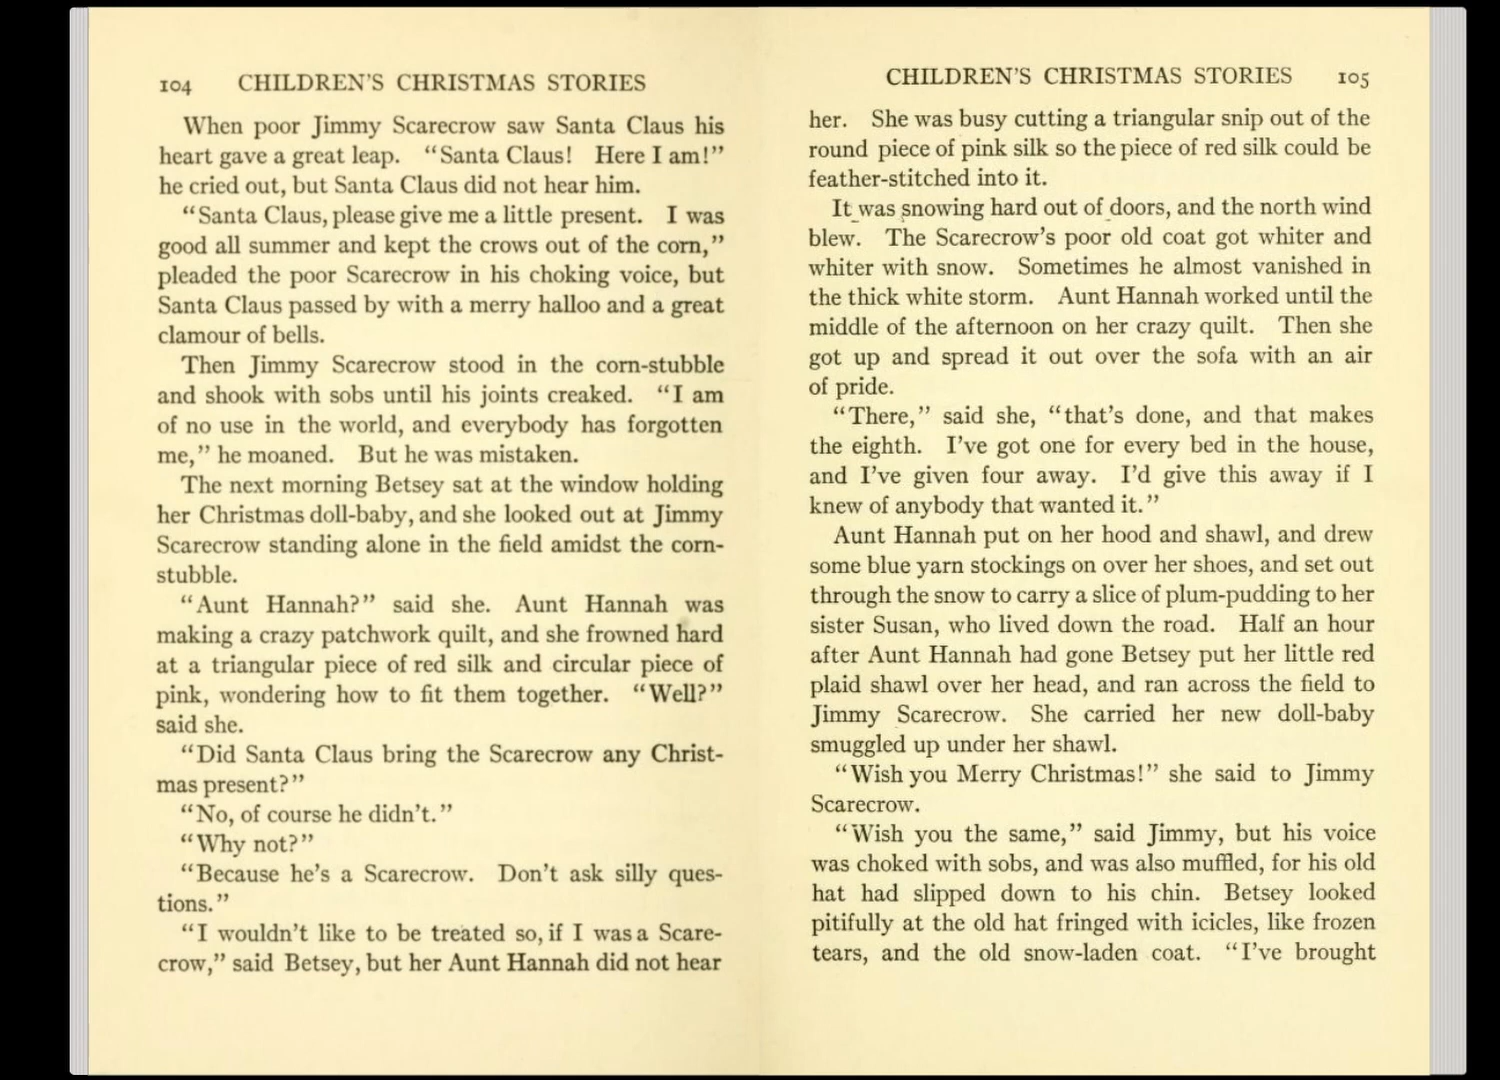 104 CHILDREN'S CHRISTMAS STORIES
When poor Jimmy Scarecrow saw Santa Claus his
heart gave a great leap. "Santa Claus! Here I am!"
he cried out, but Santa Claus did not hear him.
"Santa Claus, please give me a little present. I was
good all summer and kept the crows out of the corn,"
pleaded the poor Scarecrow in his choking voice, but
Santa Claus passed by with a merry halloo and a great
clamour of bells.
Then Jimmy Scarecrow stood in the corn-stubble
and shook with sobs until his joints creaked. "I am
of no use in the world, and everybody has forgotten
me," he moaned. But he was mistaken.
The next morning Betsey sat at the window holding
her Christmas doll-baby, and she looked out at Jimmy
Scarecrow standing alone in the field amidst the corn-
stubble.
"Aunt Hannah?" said she. Aunt Hannah was
making a crazy patchwork quilt, and she frowned hard
at a triangular piece of red silk and circular piece of
pink, wondering how to fit them together. "Well?"
said she.
"Did Santa Claus bring the Scarecrow any Christ-
mas present?"
"No, of course he didn't."
"Why not?"
"Because he's a Scarecrow. Don't ask silly ques-
tions."
"I wouldn't like to be treated so, if I was a Scare-
crow," said Betsey, but her Aunt Hannah did not hear
CHILDREN'S CHRISTMAS STORIES 105
her. She was busy cutting a triangular snip out of the
round piece of pink silk so the piece of red silk could be
feather-stitched into it.
It was snowing hard out of doors, and the north wind
blew. The Scarecrow's poor old coat got whiter and
whiter with snow. Sometimes he almost vanished in
the thick white storm. Aunt Hannah worked until the
middle of the afternoon on her crazy quilt. Then she
got up and spread it out over the sofa with an air
of pride.
"There," said she, "that's done, and that makes
the eighth. I've got one for every bed in the house,
and I've given four away. I'd give this away if I
knew of anybody that wanted it."
Aunt Hannah put on her hood and shawl, and drew
some blue yarn stockings on over her shoes, and set out
through the snow to carry a slice of plum-pudding to her
sister Susan, who lived down the road. Half an hour
after Aunt Hannah had gone Betsey put her little red
plaid shawl over her head, and ran across the field to
Jimmy Scarecrow. She carried her new doll-baby
smuggled up under her shawl.
"Wish you Merry Christmas!" she said to Jimmy
Scarecrow.
"Wish you the same," said Jimmy, but his voice
was choked with sobs, and was also muffled, for his old
hat had slipped down to his chin. Betsey looked
pitifully at the old hat fringed with icicles, like frozen
tears, and the old snow-laden coat. "I've brought